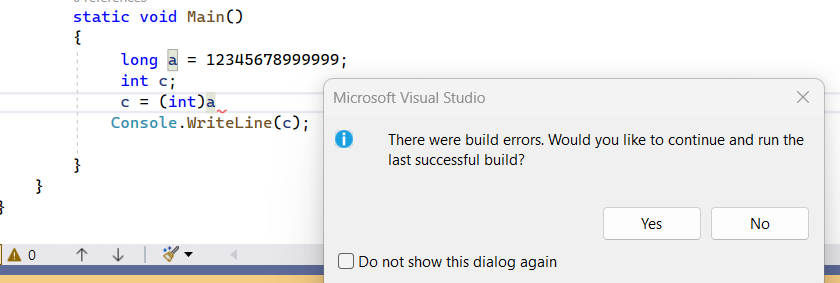 0 references
static void Main()
{
long a = 12345678999999;
int c;
c = (int)a
Console.WriteLine(c);
}
}
}
Microsoft Visual Studio
There were build errors. Would you like to continue and run the
last successful build?
Yes No
Do not show this dialog again
0